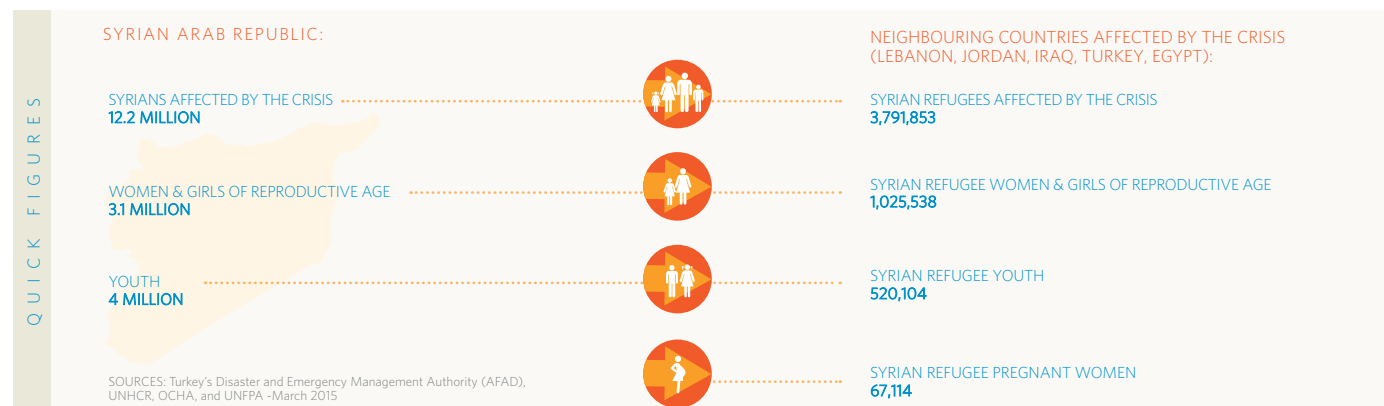 QUICK FIGURES
SYRIAN ARAB REPUBLIC:
SYRIANS AFFECTED BY THE CRISIS
12.2 MILLION
WOMEN & GIRLS OF REPRODUCTIVE AGE
3.1 MILLION
YOUTH
4 MILLION
SOURCES: Turkey's Disaster and Emergency Management Authority (AFAD),
UNHCR, OCHA, and UNFPA -March 2015
NEIGHBOURING COUNTRIES AFFECTED BY THE CRISIS
(LEBANON, JORDAN, IRAQ, TURKEY, EGYPT):
SYRIAN REFUGEES AFFECTED BY THE CRISIS
3,791,853
SYRIAN REFUGEE WOMEN & GIRLS OF REPRODUCTIVE AGE
1,025,538
SYRIAN REFUGEE YOUTH
520,104
SYRIAN REFUGEE PREGNANT WOMEN
67,114